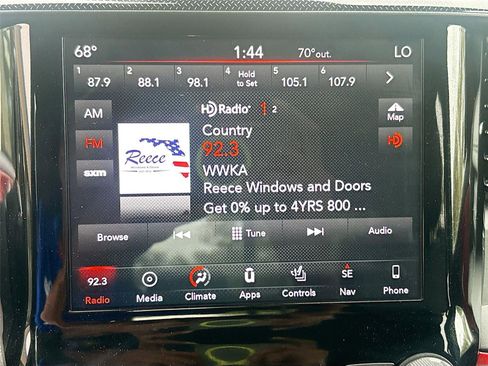 68° 1:44 70°out. LO
1 2 3 4 5 6
87.9 88.1 98.1 Hold to Set 105.1 107.9
AM
HD Radio 1 2
Map
Country
FM
92.3
HD
Reece
WWKA
sxm
Reece Windows and Doors
Get 0% up to 4YRS 800 ...
Browse Tune Audio
92.3 SE
Radio Media Climate Apps Controls Nav Phone